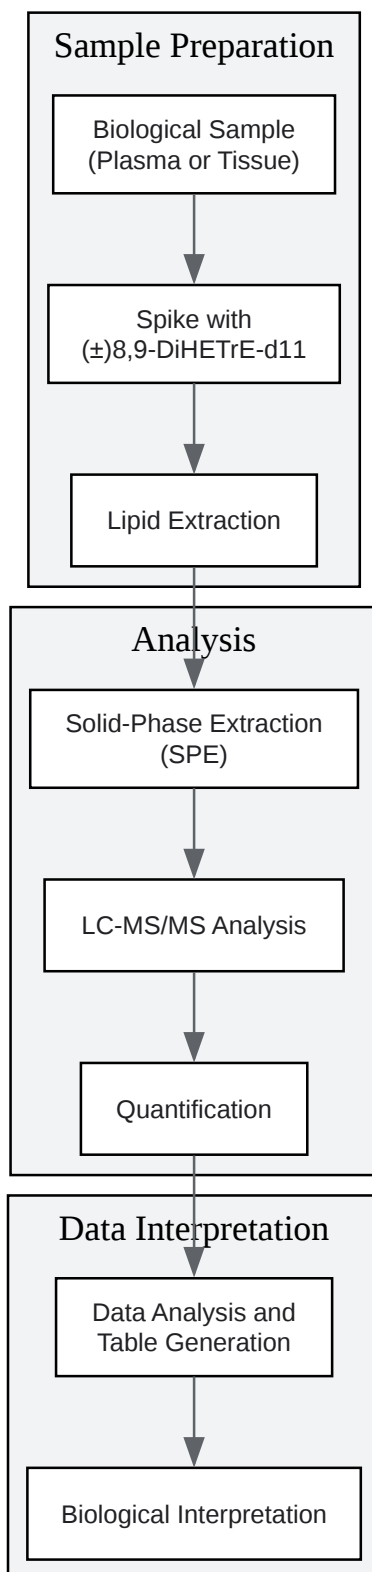 Sample Preparation
Biological Sample
(Plasma or Tissue)
Spike with
(±)8,9-DiHETrE-d11
Lipid Extraction
Analysis
Solid-Phase Extraction
(SPE)
LC-MS/MS Analysis
Quantification
Data Interpretation
Data Analysis and
Table Generation
Biological Interpretation